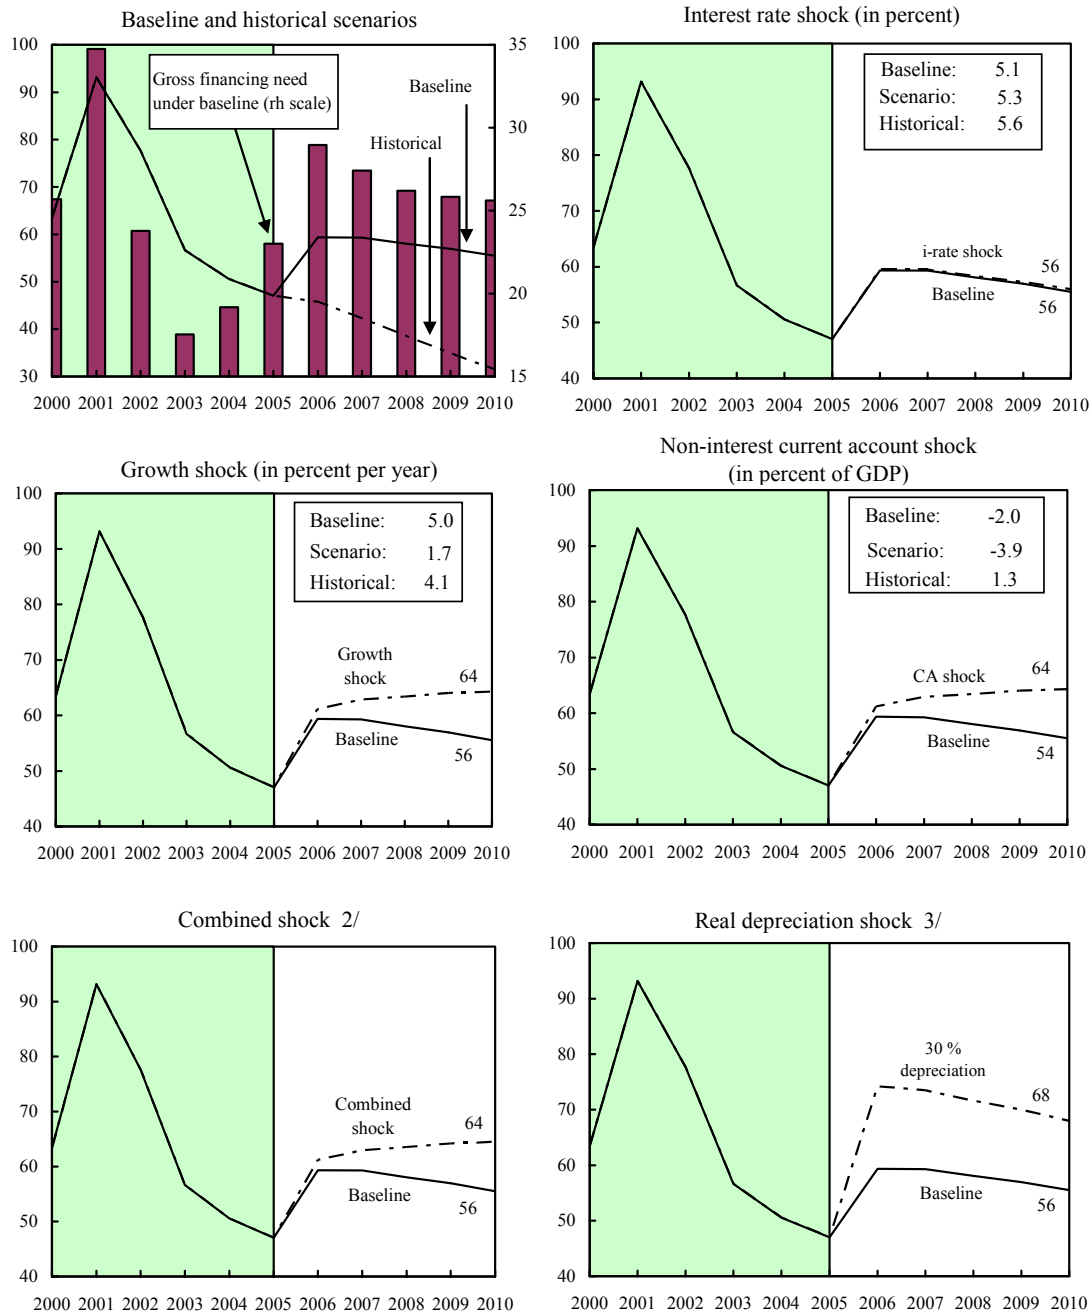 Baseline and historical scenarios
100
90
80
70
60
50
40
30
35
30
25
20
15
Gross financing need
under baseline (rh scale)
Baseline
Historical
2000 2001 2002 2003 2004 2005 2006 2007 2008 2009 2010
Interest rate shock (in percent)
100
90
80
70
60
50
40
Baseline: 5.1
Scenario: 5.3
Historical: 5.6
i-rate shock
56
Baseline
56
2000 2001 2002 2003 2004 2005 2006 2007 2008 2009 2010
Growth shock (in percent per year)
100
90
80
70
60
50
40
Baseline: 5.0
Scenario: 1.7
Historical: 4.1
Growth
shock
64
Baseline
56
2000 2001 2002 2003 2004 2005 2006 2007 2008 2009 2010
Non-interest current account shock
(in percent of GDP)
100
90
80
70
60
50
40
Baseline: -2.0
Scenario: -3.9
Historical: 1.3
CA shock
64
Baseline
54
2000 2001 2002 2003 2004 2005 2006 2007 2008 2009 2010
Combined shock 2/
100
90
80
70
60
50
40
Combined
shock
64
Baseline
56
2000 2001 2002 2003 2004 2005 2006 2007 2008 2009 2010
Real depreciation shock 3/
100
90
80
70
60
50
40
30 %
depreciation
68
Baseline
56
2000 2001 2002 2003 2004 2005 2006 2007 2008 2009 2010